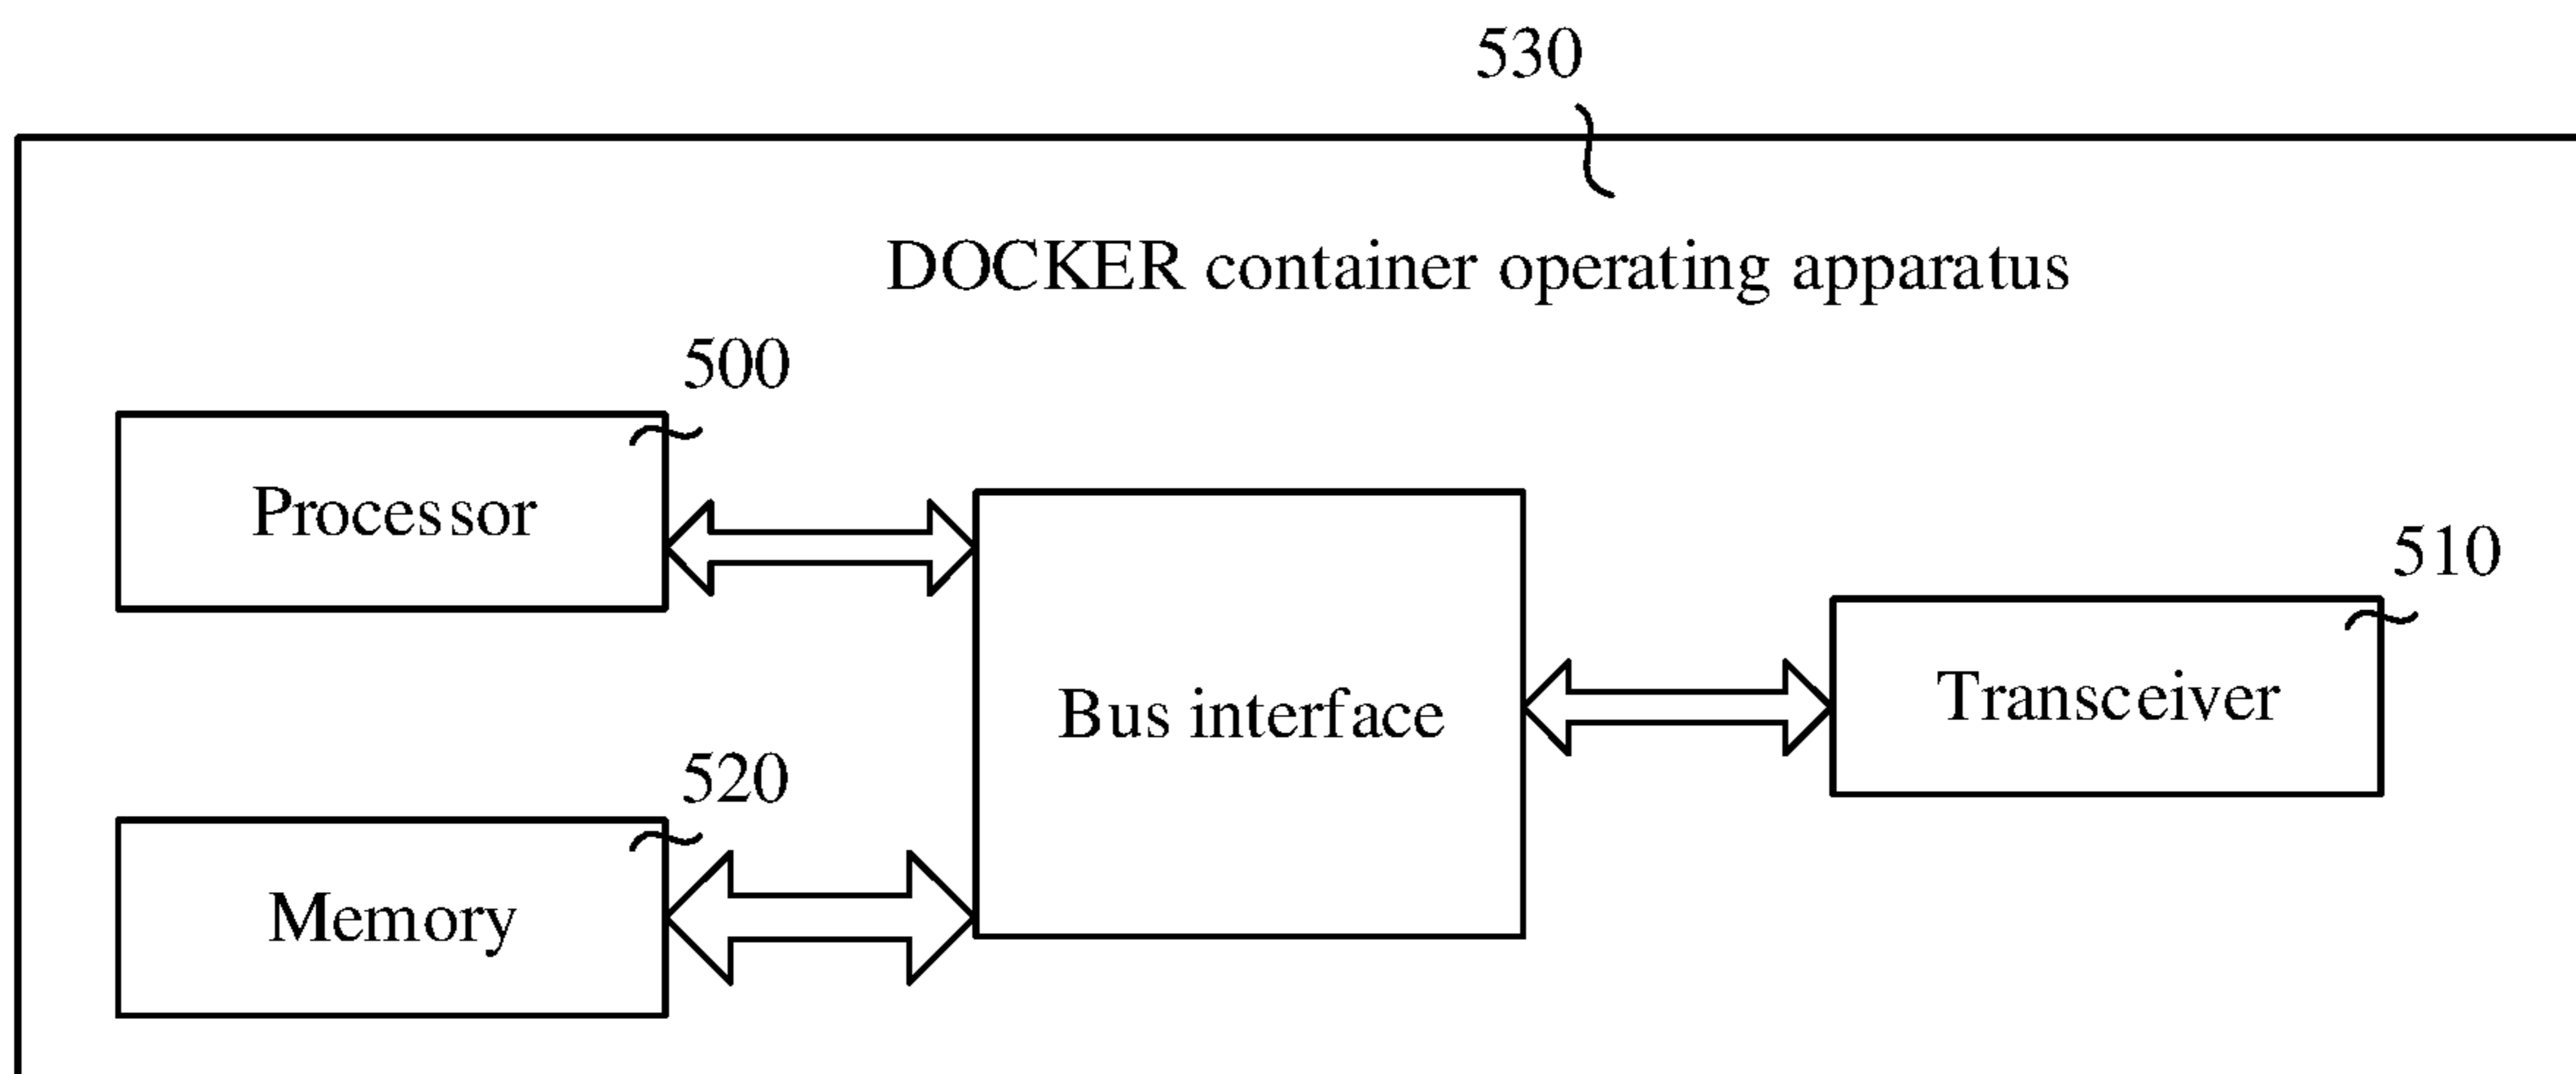 530
DOCKER container operating apparatus
500
Processor
510
Bus interface
Transceiver
520
Memory